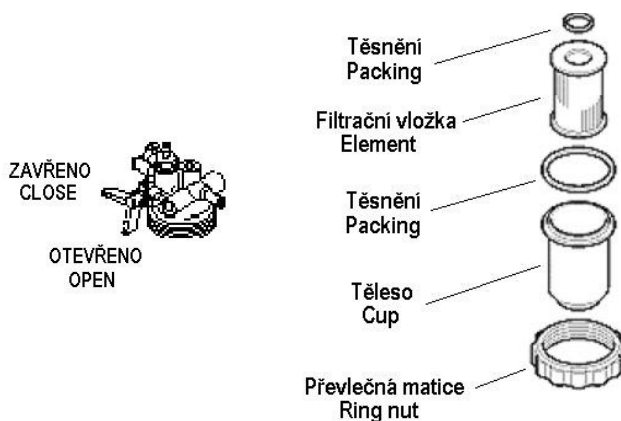 ZAVŘENO
CLOSE
OTEVŘENO
OPEN
Těsnění
Packing
Filtrační vložka
Element
Těsnění
Packing
Těleso
Cup
Převlečná matice
Ring nut